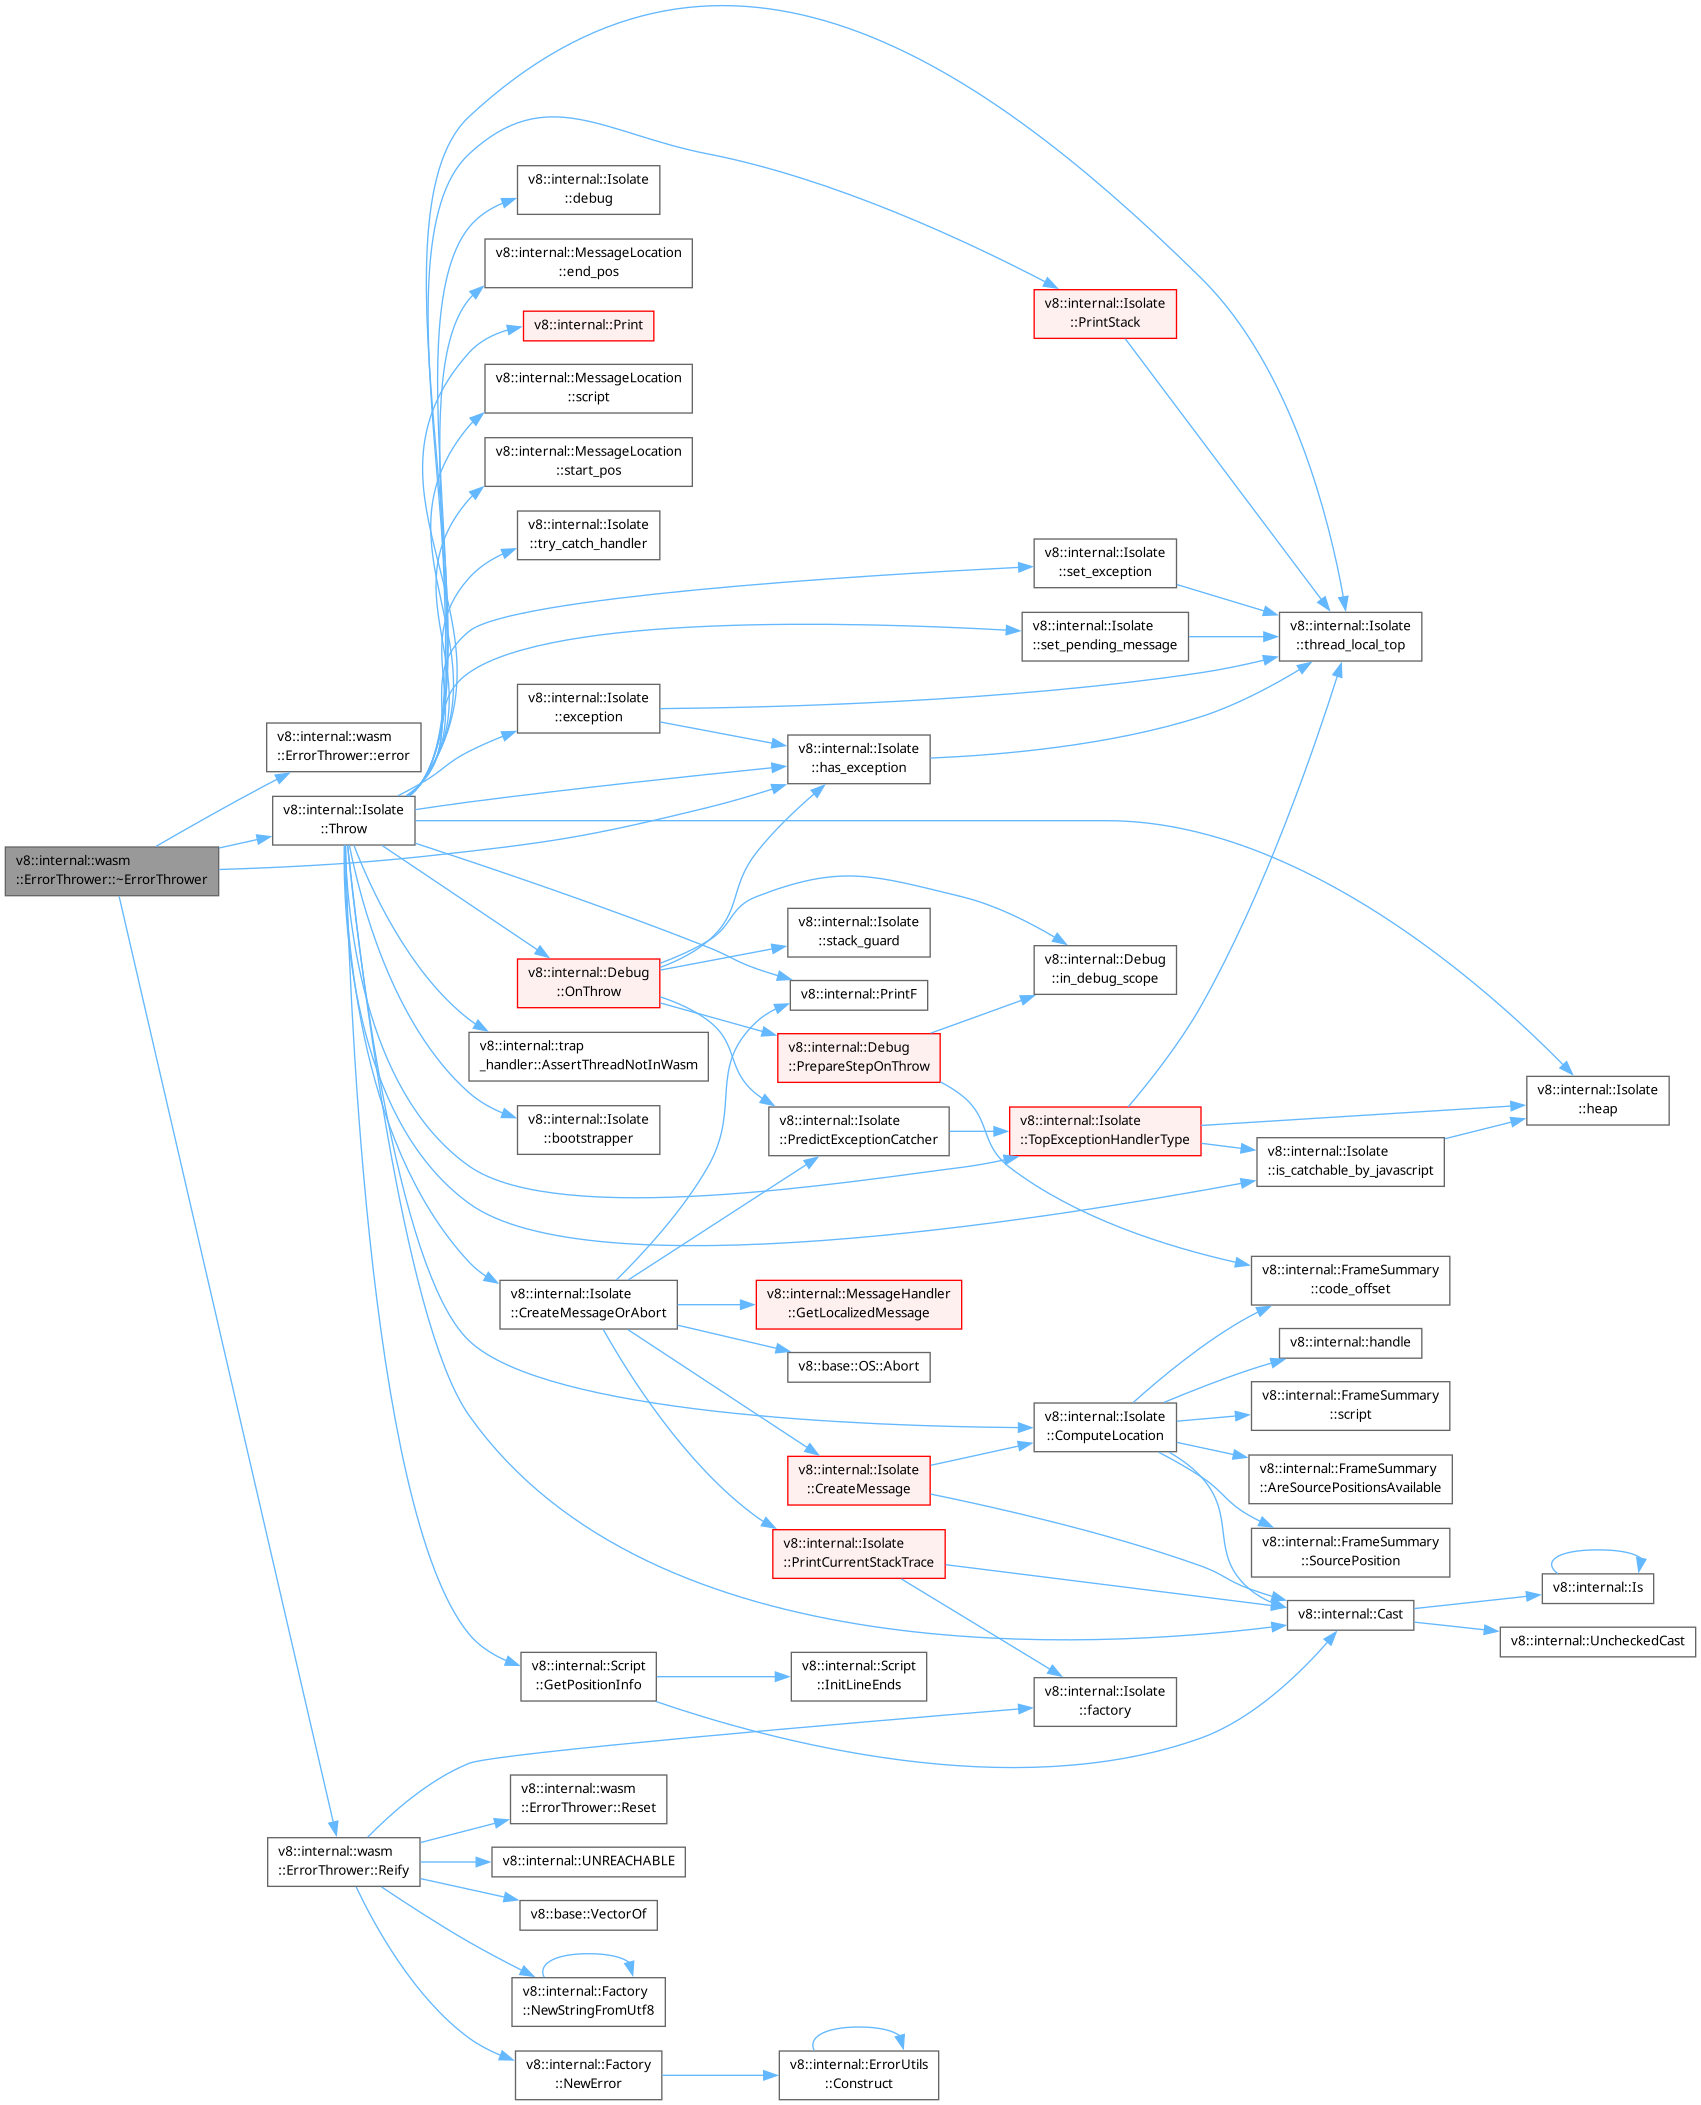 v8::internal::Isolate
::debug
v8::internal::MessageLocation
::end_pos
v8::internal::Isolate
::PrintStack
v8::internal::Print
v8::internal::MessageLocation
::script
v8::internal::MessageLocation
::start_pos
v8::internal::Isolate
::try_catch_handler
v8::internal::Isolate
::set_exception
v8::internal::Isolate
::set_pending_message
v8::internal::Isolate
::thread_local_top
v8::internal::Isolate
::exception
v8::internal::wasm
::ErrorThrower::error
v8::internal::Isolate
::has_exception
v8::internal::Isolate
::Throw
v8::internal::wasm
::ErrorThrower::~ErrorThrower
v8::internal::Isolate
::stack_guard
v8::internal::Debug
::in_debug_scope
v8::internal::Debug
::OnThrow
v8::internal::PrintF
v8::internal::trap
_handler::AssertThreadNotInWasm
v8::internal::Debug
::PrepareStepOnThrow
v8::internal::Isolate
::heap
v8::internal::Isolate
::bootstrapper
v8::internal::Isolate
::PredictExceptionCatcher
v8::internal::Isolate
::TopExceptionHandlerType
v8::internal::Isolate
::is_catchable_by_javascript
v8::internal::FrameSummary
::code_offset
v8::internal::Isolate
::CreateMessageOrAbort
v8::internal::MessageHandler
::GetLocalizedMessage
v8::internal::handle
v8::base::OS::Abort
v8::internal::FrameSummary
::script
v8::internal::Isolate
::ComputeLocation
v8::internal::FrameSummary
::AreSourcePositionsAvailable
v8::internal::Isolate
::CreateMessage
v8::internal::FrameSummary
::SourcePosition
v8::internal::Isolate
::PrintCurrentStackTrace
v8::internal::Is
v8::internal::Cast
v8::internal::UncheckedCast
v8::internal::Script
::GetPositionInfo
v8::internal::Script
::InitLineEnds
v8::internal::Isolate
::factory
v8::internal::wasm
::ErrorThrower::Reset
v8::internal::wasm
::ErrorThrower::Reify
v8::internal::UNREACHABLE
v8::base::VectorOf
v8::internal::Factory
::NewStringFromUtf8
v8::internal::Factory
::NewError
v8::internal::ErrorUtils
::Construct